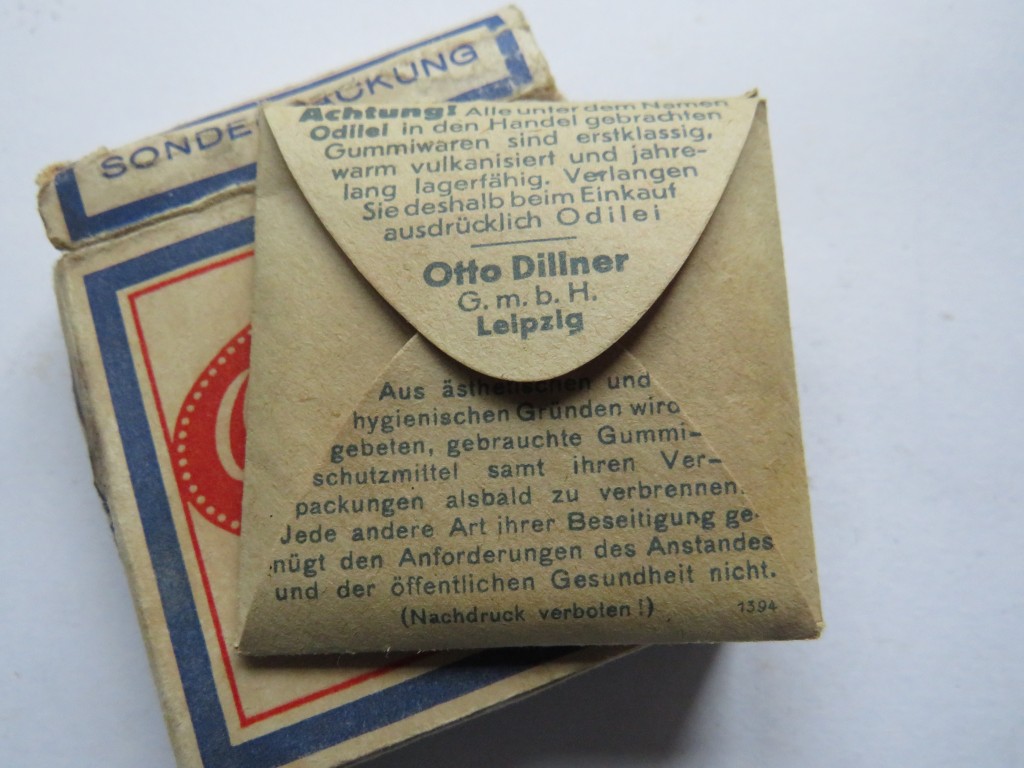 SONDE CKUNG
Achtung! Alle unter dem Namen
Odilei in den Handel gebrachten
Gummiwaren sind erstklassig,
warm vulkanisiert und jahre-
lang lagerfähig. Verlangen
Sie deshalb beim Einkauf
ausdrücklich Odilei
Otto Dillner
G. m. b. H.
Leipzig
Aus ästhetischen und
hygienischen Gründen wird
gebeten, gebrauchte Gummi-
schutzmittel samt ihren Ver-
packungen alsbald zu verbrennen.
Jede andere Art ihrer Beseitigung ge-
nügt den Anforderungen des Anstandes
und der öffentlichen Gesundheit nicht.
(Nachdruck verboten!) 1394